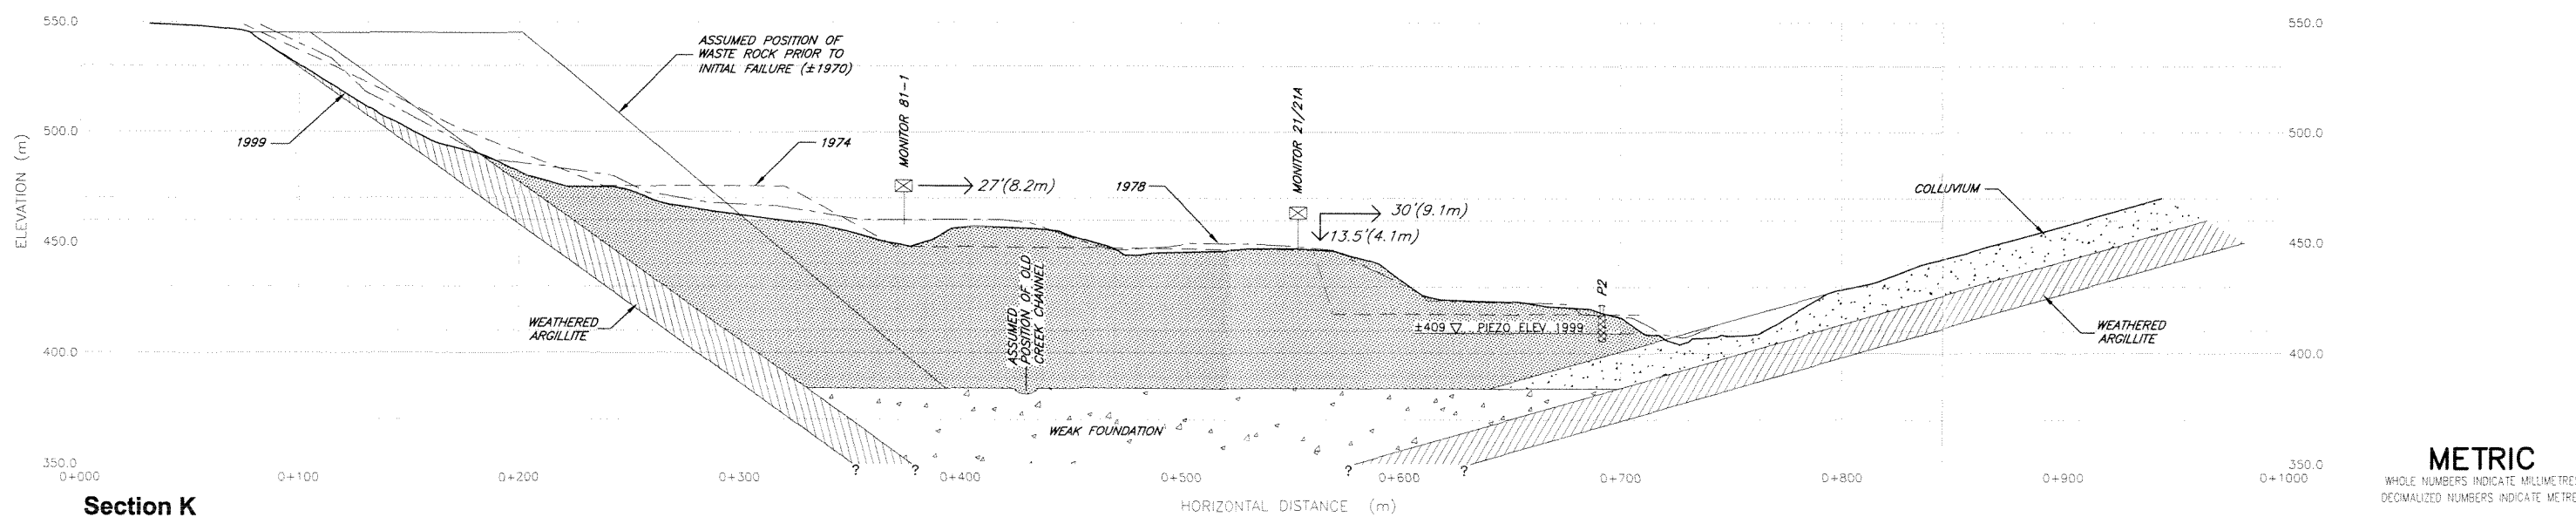 550.0
500.0
450.0
400.0
350.0
ELEVATION (m)
ASSUMED POSITION OF
WASTE ROCK PRIOR TO
INITIAL FAILURE (±1970)
1999
1974
MONITOR 81-1
27'(8.2m)
1978
MONITOR 21/21A
30'(9.1m)
13.5'(4.1m)
COLLUVIUM
550.0
500.0
450.0
400.0
350.0
WEATHERED
ARGILLITE
ASSUMED
POSITION OF OLD
CREEK CHANNEL
±409 PIEZO ELEV. 1999
P2
WEATHERED
ARGILLITE
WEAK FOUNDATION
?
?
?
?
0+000
0+100
0+200
0+300
0+400
0+500
0+600
0+700
0+800
0+900
0+1000
HORIZONTAL DISTANCE (m)
Section K
METRIC
WHOLE NUMBERS INDICATE MILLIMETRES
DECIMALIZED NUMBERS INDICATE METRE